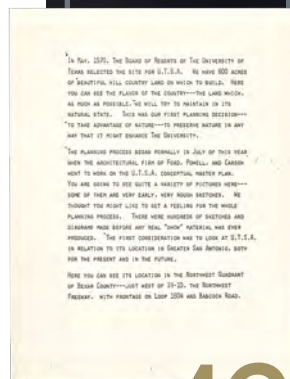 In May, 1970, The Board of Regents of The University of
Texas selected the site for U.T.S.A. We have 600 acres
of beautiful hill country land on which to build. Here
you can see the flavor of the country---the land which,
as much as possible, we will try to maintain in its
natural state. This was our first planning decision---
to take advantage of nature---to preserve nature in any
way that it might enhance The University.
The planning process began formally in July of this year
when the architectural firm of Ford, Powell, and Carson
went to work on the U.T.S.A. conceptual master plan.
You are going to see quite a variety of pictures here---
some of them are very early, very rough sketches. We
thought you might like to get a feeling for the whole
planning process. There were hundreds of sketches and
diagrams made before any real "show" material was ever
produced. The first consideration was to look at U.T.S.A.
in relation to its location in Greater San Antonio, both
for the present and in the future.
Here you can see its location in the Northwest Quadrant
of Bexar County---just west of IH-10, the Northwest
Freeway, with frontage on Loop 1604 and Babcock Road.